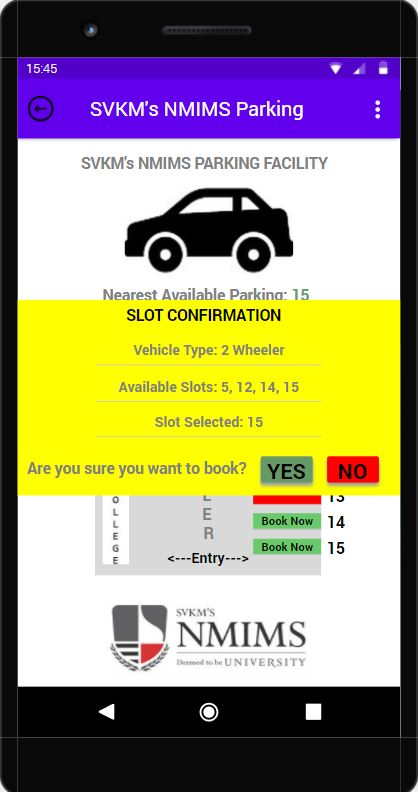 15:45
SVKM's NMIMS Parking
SVKM's NMIMS PARKING FACILITY
Nearest Available Parking: 15
SLOT CONFIRMATION
Vehicle Type: 2 Wheeler
Available Slots: 5, 12, 14, 15
Slot Selected: 15
Are you sure you want to book? YES NO
O L 13
L E Book Now 14
L R Book Now 15
E
G
E <---Entry--->
SVKM'S
NMIMS
Deemed to be UNIVERSITY